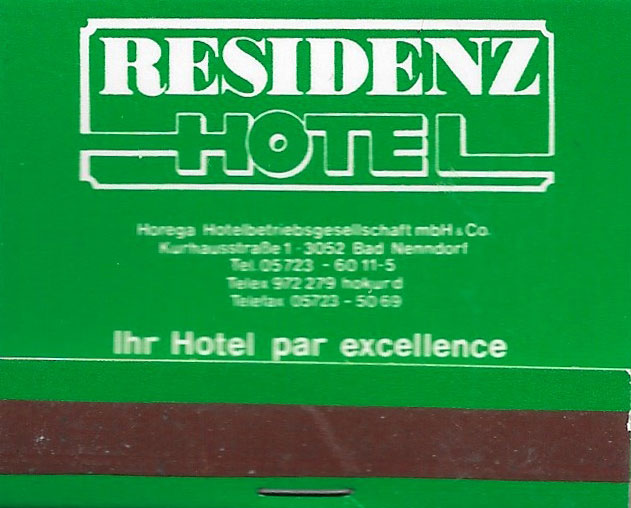 RESIDENZ
HOTEL
Horega Hotelbetriebsgesellschaft mbH & Co.
Kurhausstraße 1 - 3052 Bad Nenndorf
Tel. 05723 - 60 11-5
Telex 972 279 hokur d
Telefax 05723 - 50 69
Ihr Hotel par excellence